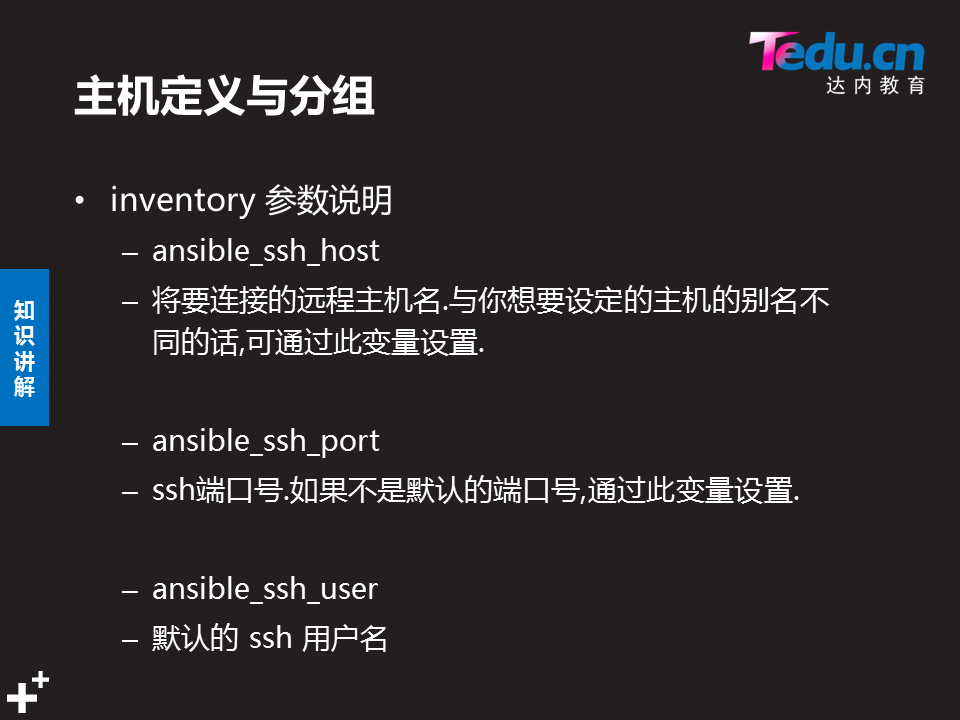 Tedu.cn
达内教育
主机定义与分组
• inventory 参数说明
– ansible_ssh_host
– 将要连接的远程主机名.与你想要设定的主机的别名不
同的话,可通过此变量设置.
– ansible_ssh_port
– ssh端口号.如果不是默认的端口号,通过此变量设置.
– ansible_ssh_user
– 默认的 ssh 用户名
知
识
讲
解